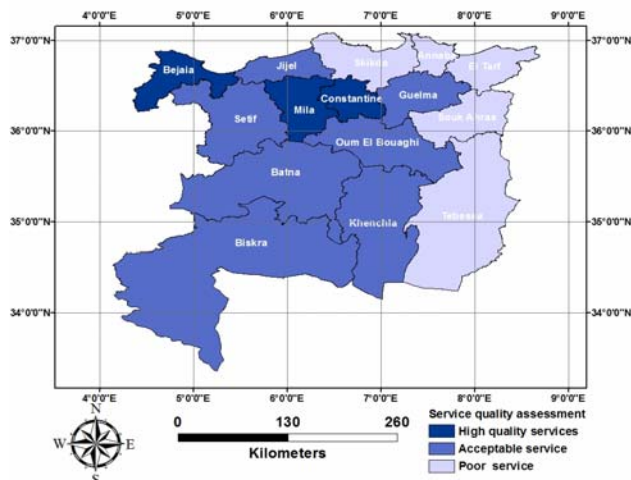 4°0'0"E 5°0'0"E 6°0'0"E 7°0'0"E 8°0'0"E 9°0'0"E
37°0'0"N 37°0'0"N
Bejaia
Jijel
Skikda
Annaba
El Tarf
Mila
Constantine
Guelma
36°0'0"N 36°0'0"N
Setif
Souk Ahras
Oum El Bouaghi
Batna
Khenchla
Tebessa
35°0'0"N 35°0'0"N
Biskra
34°0'0"N 34°0'0"N
4°0'0"E 5°0'0"E 6°0'0"E 7°0'0"E 8°0'0"E 9°0'0"E
N
W E
S
0 130 260
Kilometers
Service quality assessment
High quality services
Acceptable service
Poor service